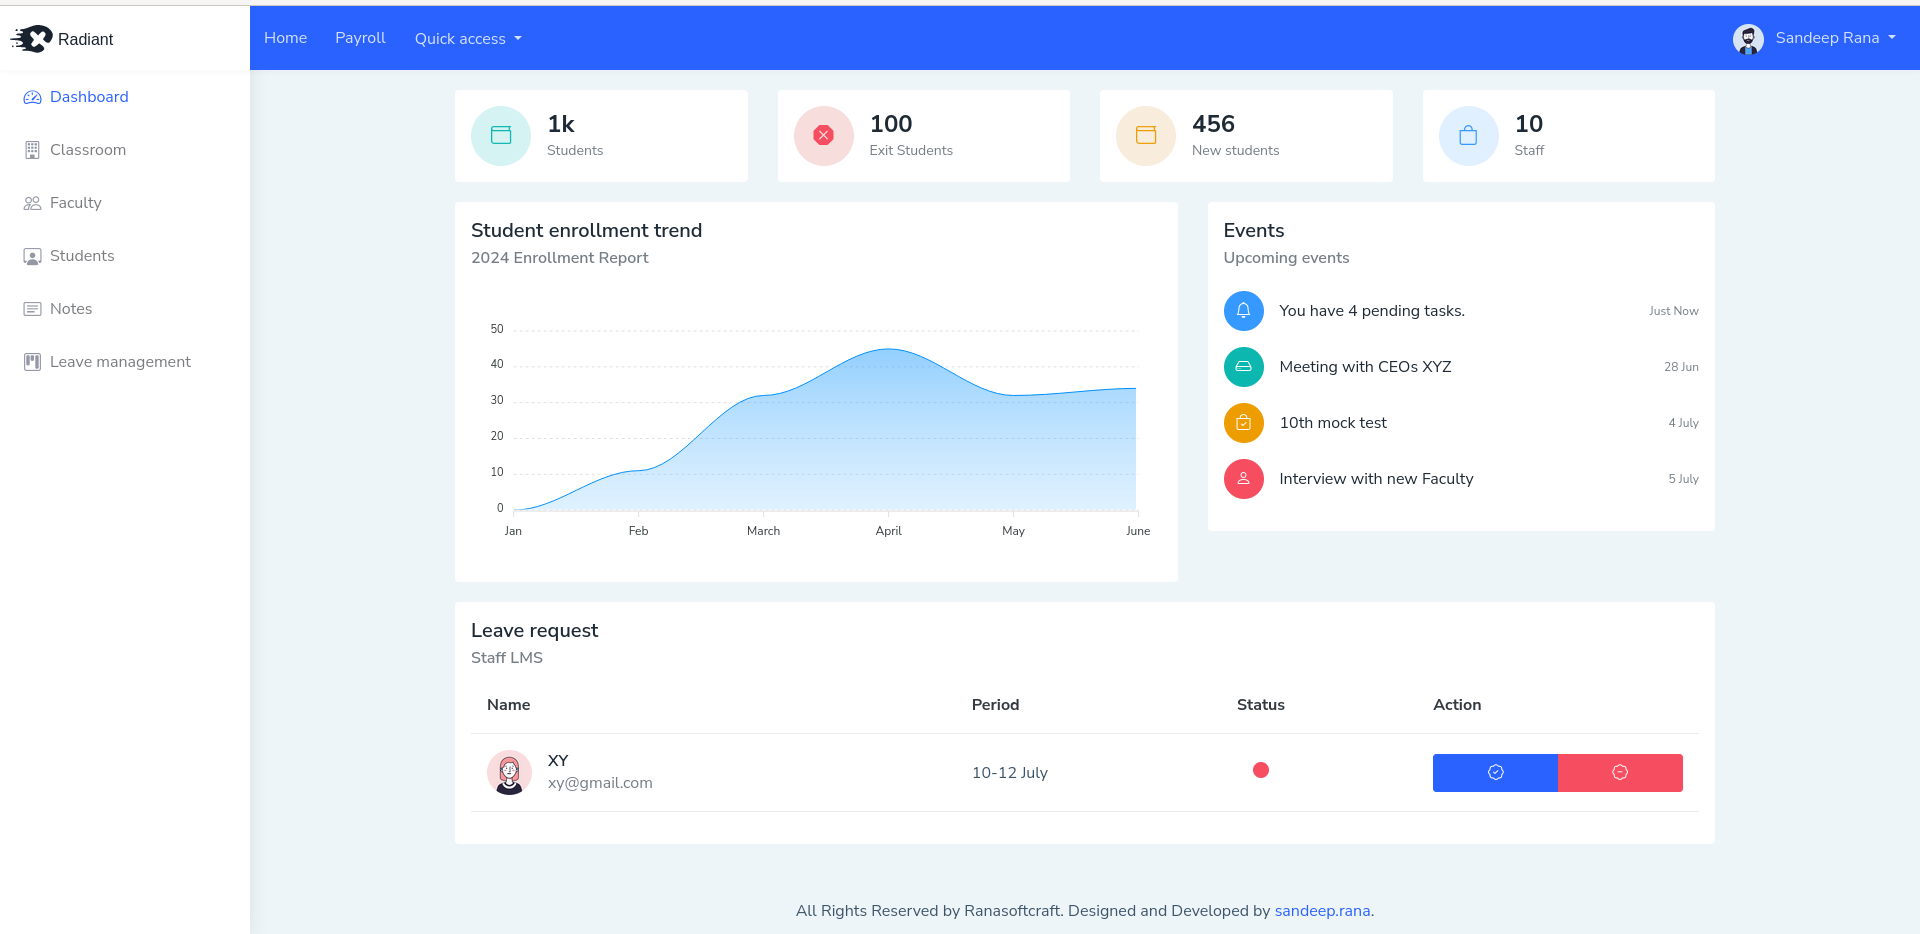 Radiant
Home Payroll Quick access
Sandeep Rana
Dashboard
Classroom
Faculty
Students
Notes
Leave management
1k
Students
100
Exit Students
456
New students
10
Staff
Student enrollment trend
2024 Enrollment Report
50
40
30
20
10
0
Jan Feb March April May June
Events
Upcoming events
You have 4 pending tasks. Just Now
Meeting with CEOs XYZ 28 Jun
10th mock test 4 July
Interview with new Faculty 5 July
Leave request
Staff LMS
Name Period Status Action
XY
xy@gmail.com
10-12 July
All Rights Reserved by Ranasoftcraft. Designed and Developed by sandeep.rana.